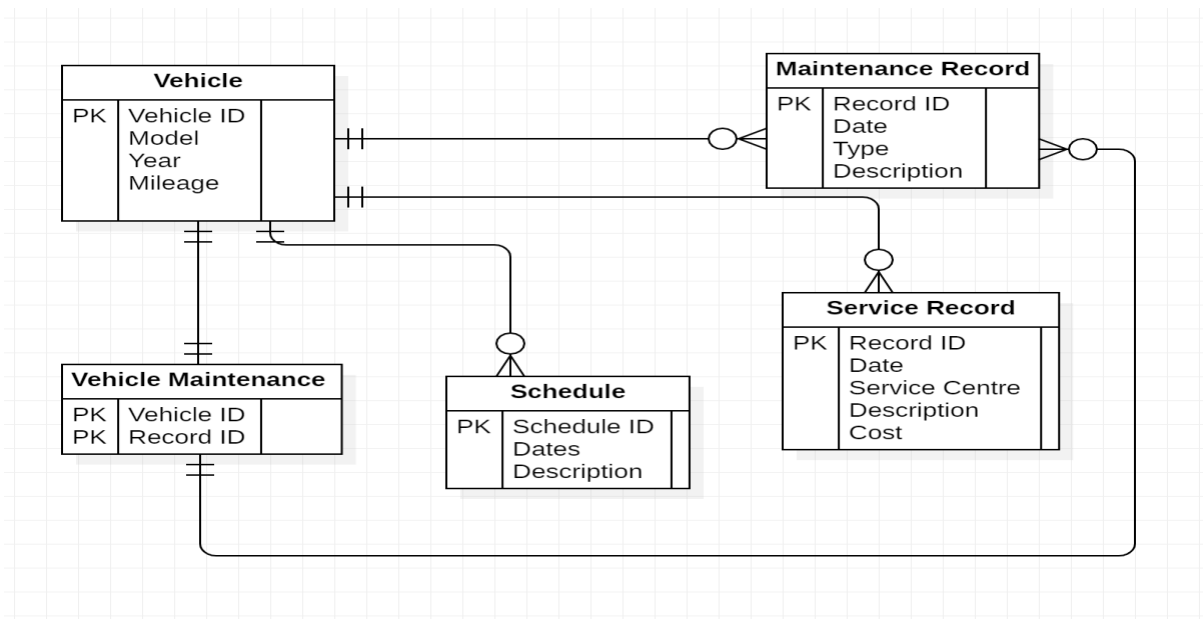 Vehicle
PK Vehicle ID
Model
Year
Mileage
Maintenance Record
PK Record ID
Date
Type
Description
Vehicle Maintenance
PK Vehicle ID
PK Record ID
Schedule
PK Schedule ID
Dates
Description
Service Record
PK Record ID
Date
Service Centre
Description
Cost